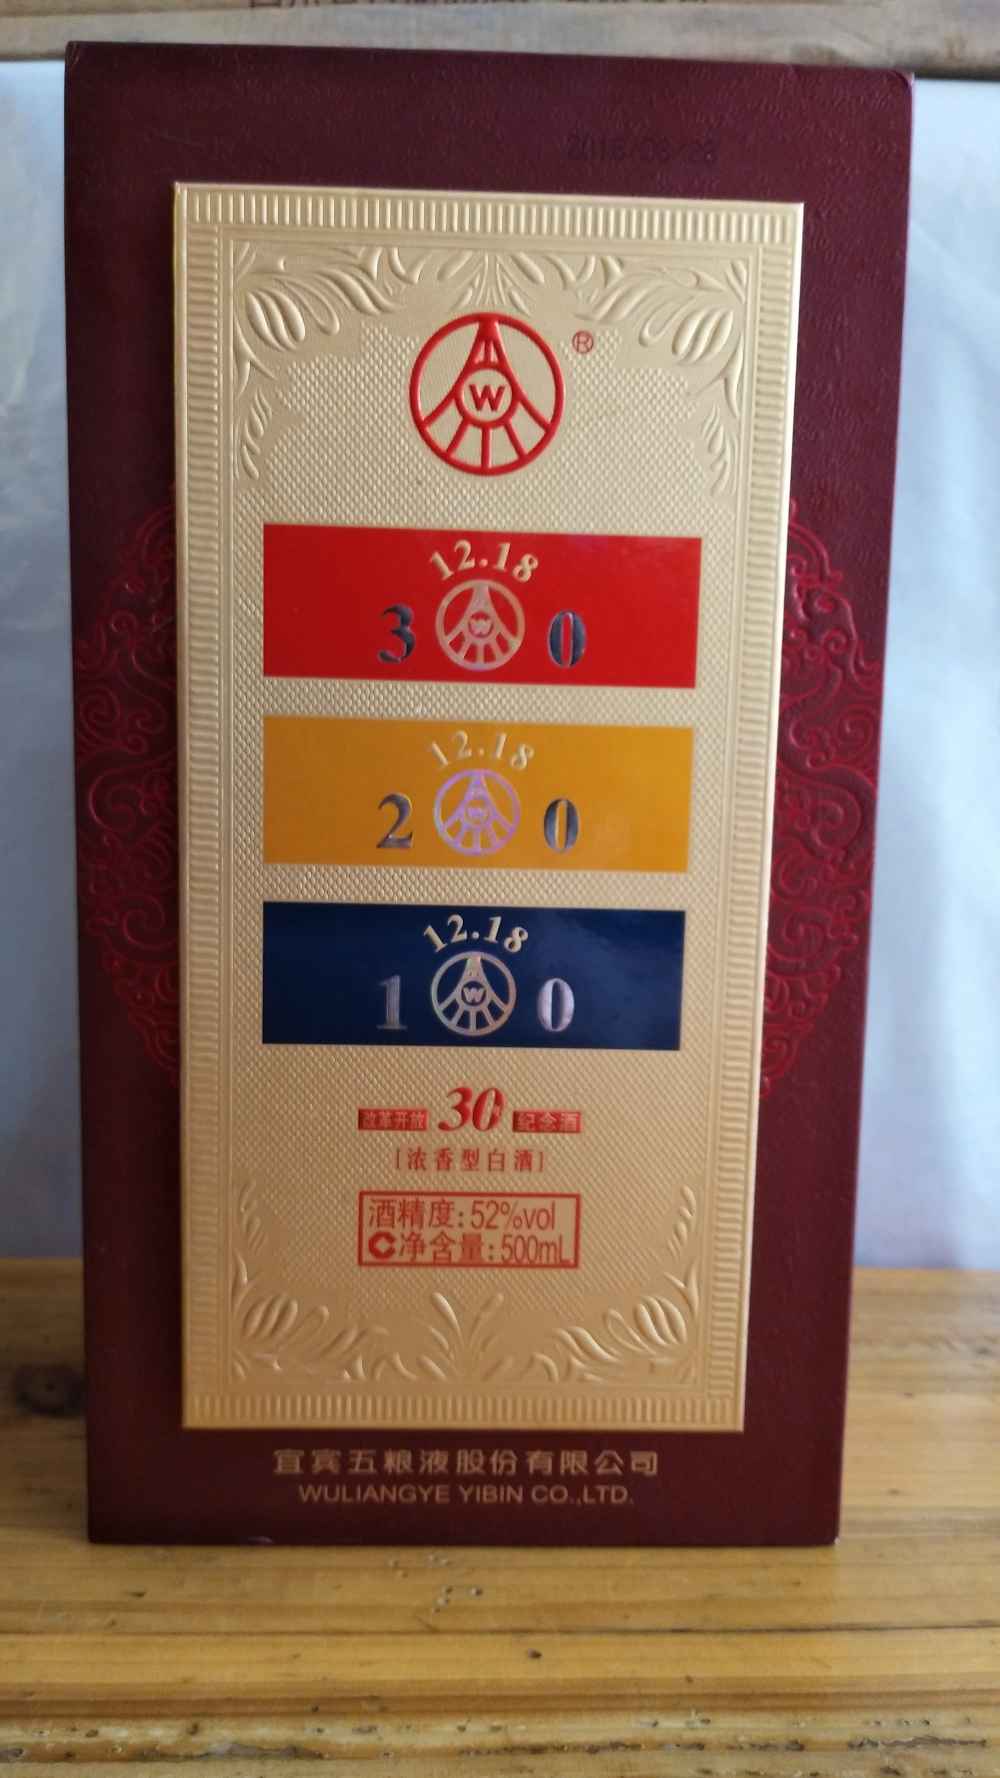 W
®
12.18
3 W 0
12.18
2 W 0
12.18
1 W 0
改革开放 30 纪念酒
[浓香型白酒]
酒精度:52%vol
C净含量:500mL
宜宾五粮液股份有限公司
WULIANGYE YIBIN CO.,LTD.